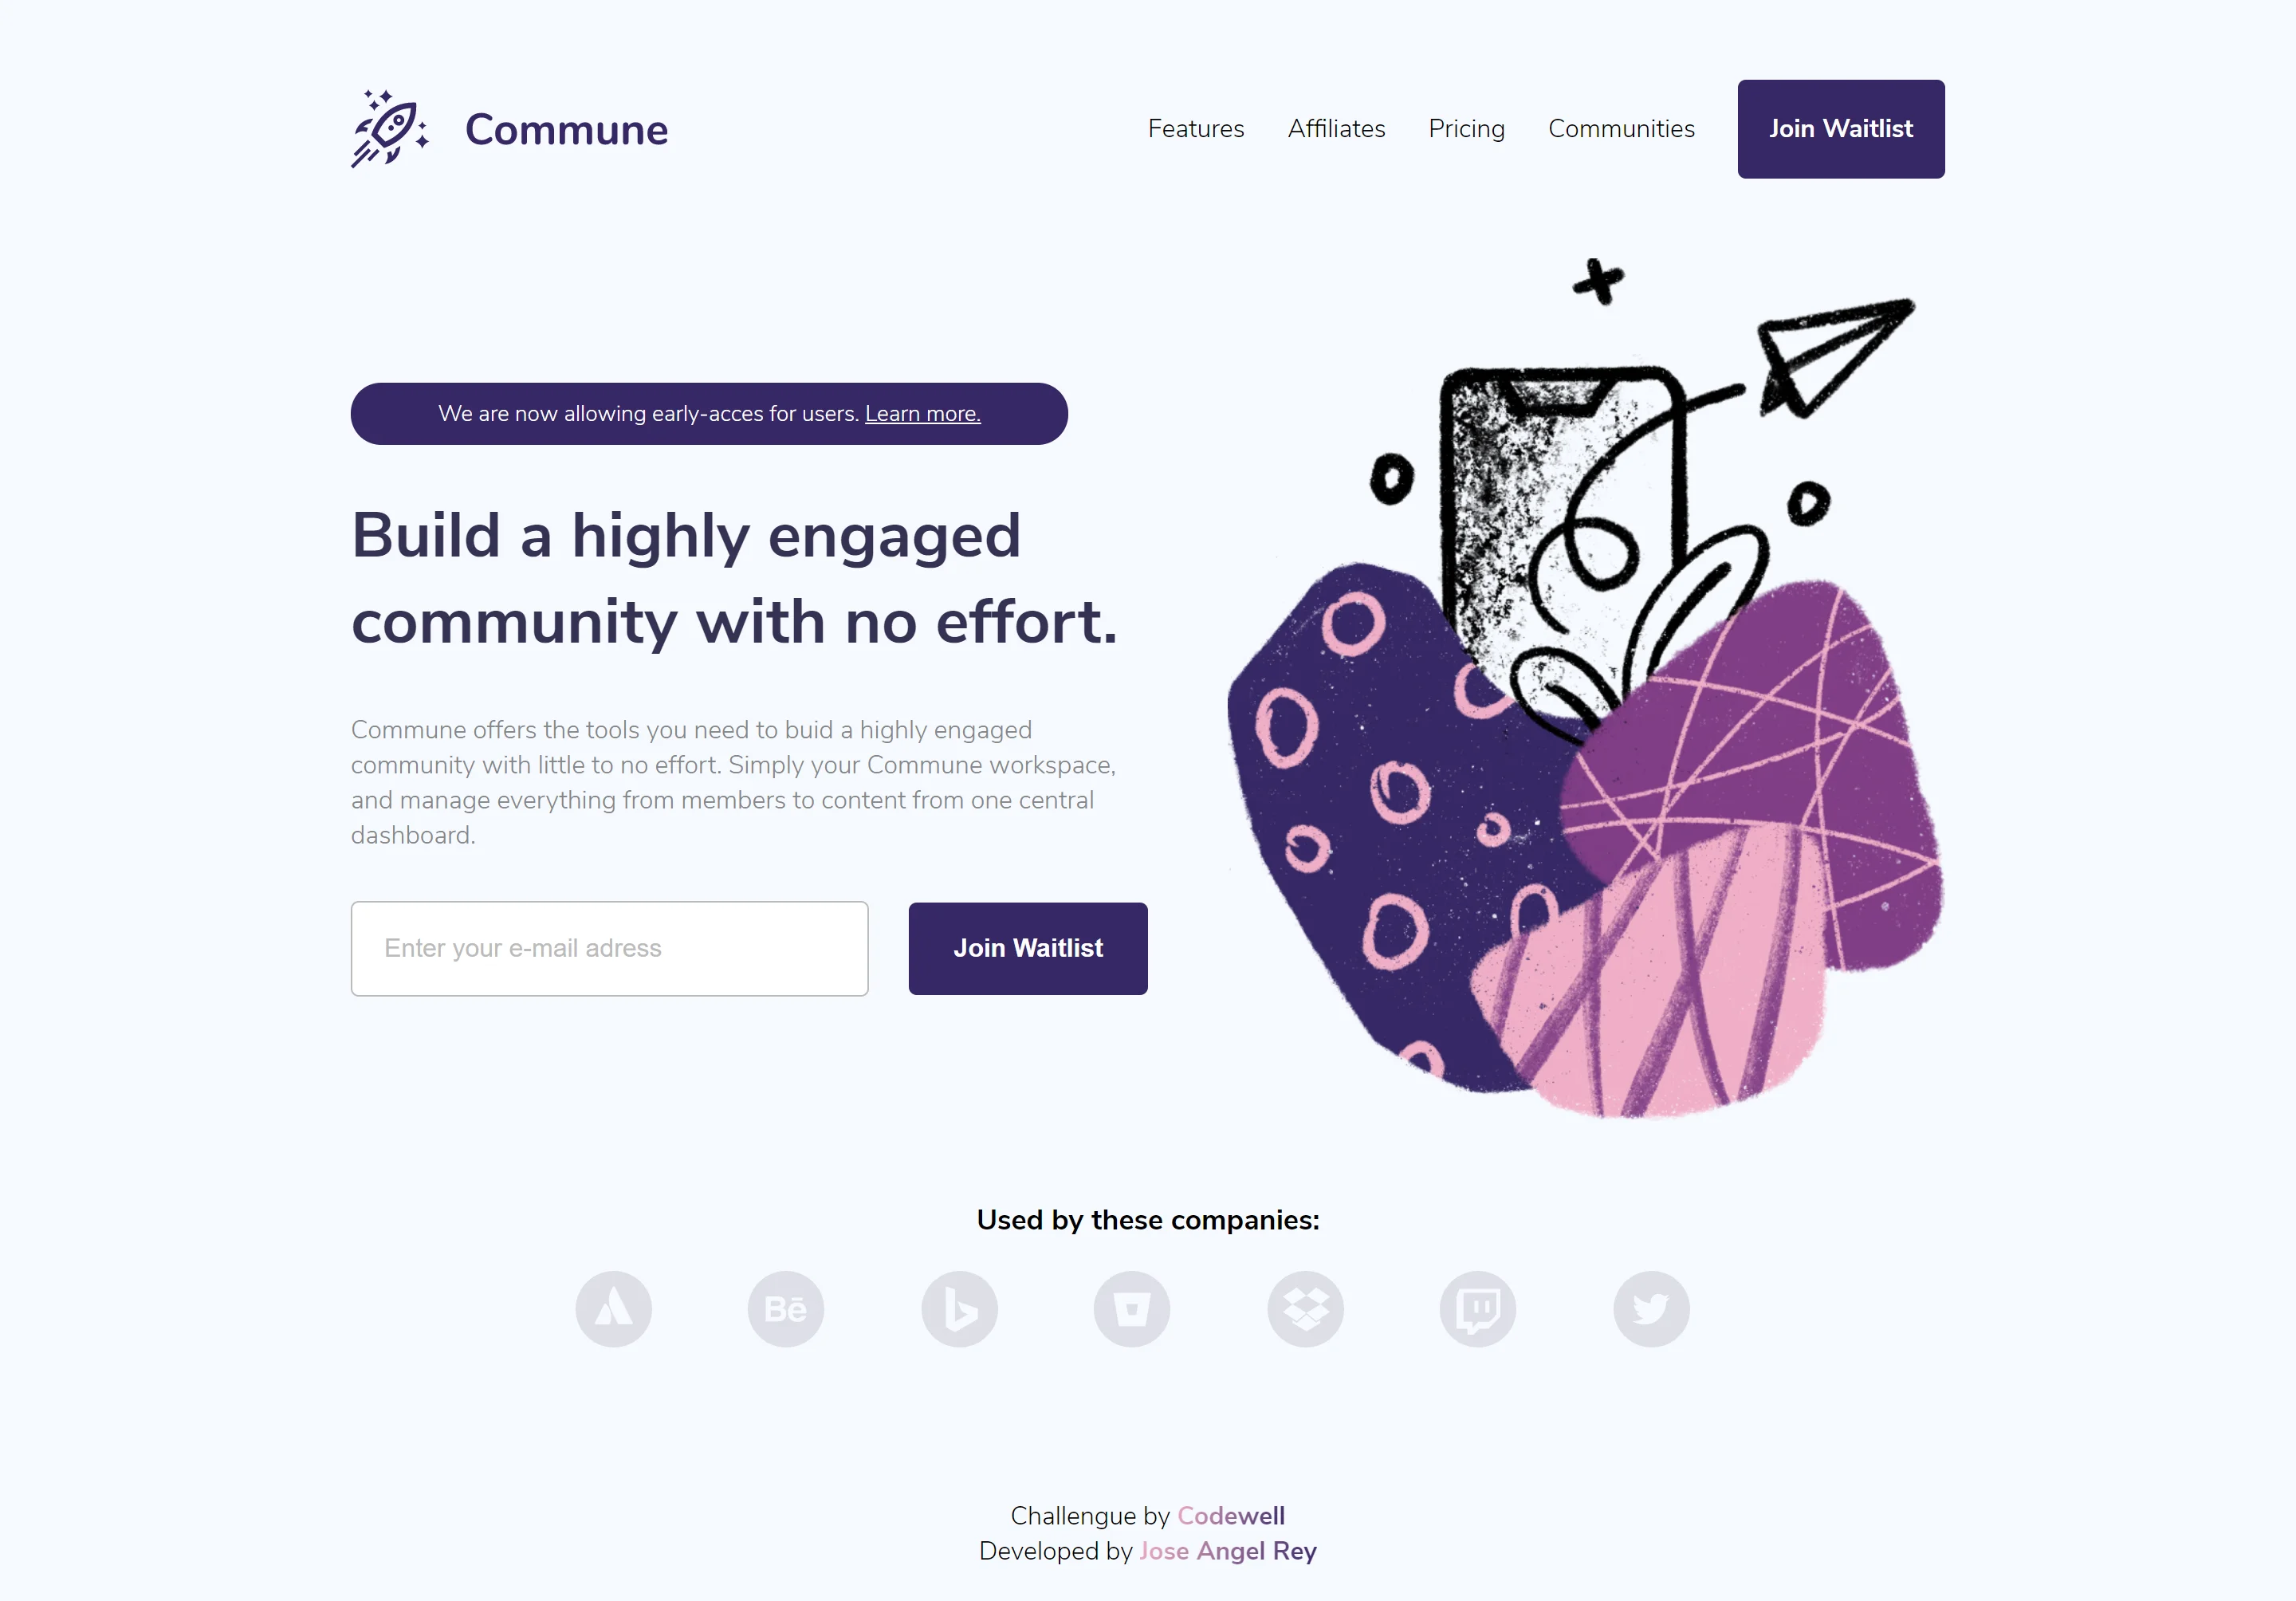 Commune
Features
Affiliates
Pricing
Communities
Join Waitlist
We are now allowing early-acces for users. Learn more.
Build a highly engaged
community with no effort.
Commune offers the tools you need to buid a highly engaged
community with little to no effort. Simply your Commune workspace,
and manage everything from members to content from one central
dashboard.
Enter your e-mail adress
Join Waitlist
Used by these companies:
Bē
Challengue by Codewell
Developed by Jose Angel Rey